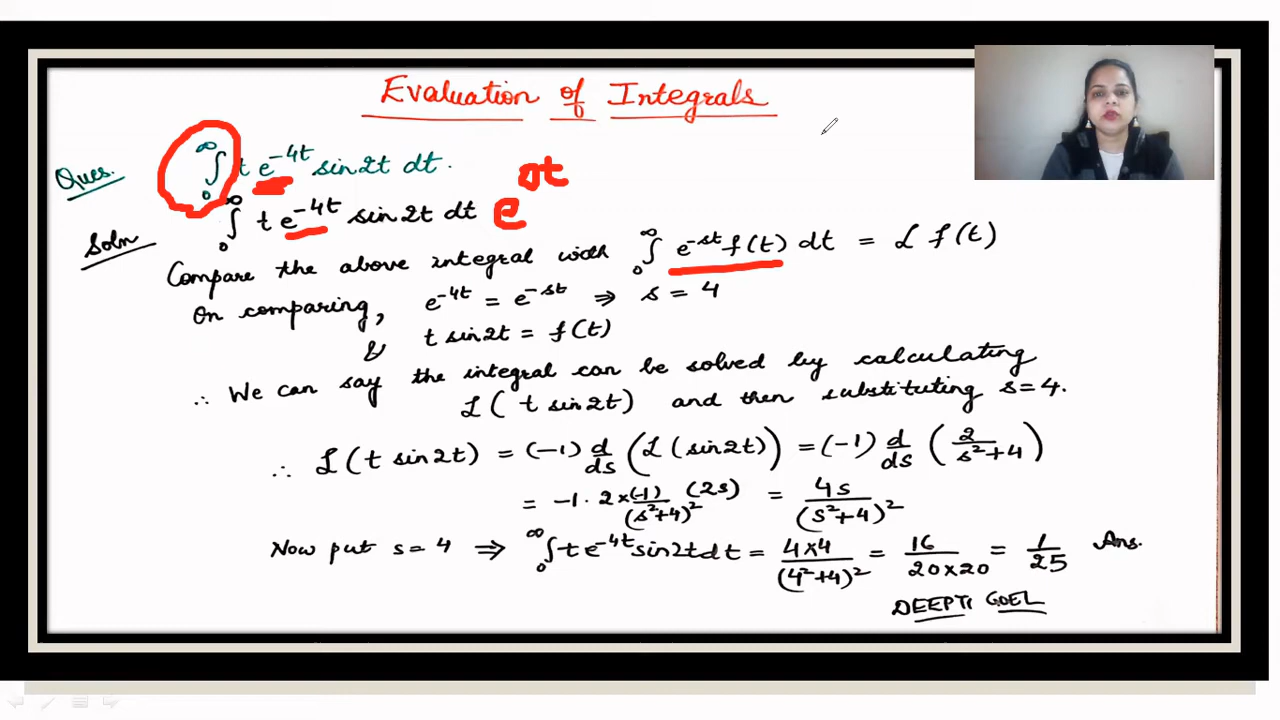 Evaluation of Integrals
Ques. ∫₀^∞ t e^-4t sin2t dt.
Soln ∫₀^∞ t e^-4t sin 2t dt e^st
Compare the above integral with ∫₀^∞ e^-st f(t) dt = ℒ f(t)
On comparing, e^-4t = e^-st ⇒ s = 4
& t sin2t = f(t)
∴ We can say the integral can be solved by calculating
ℒ( t sin2t) and then substituting s=4.
∴ ℒ(t sin2t) = (-1) d/ds (ℒ(sin2t)) = (-1) d/ds (2/(s²+4))
= -1· 2×(-1)/(s²+4)² (2s) = 4s/(s²+4)²
Now put s=4 ⇒ ∫₀^∞ t e^-4t sin2t dt = 4×4/(4²+4)² = 16/20×20 = 1/25 Ans.
DEEPTI GOEL